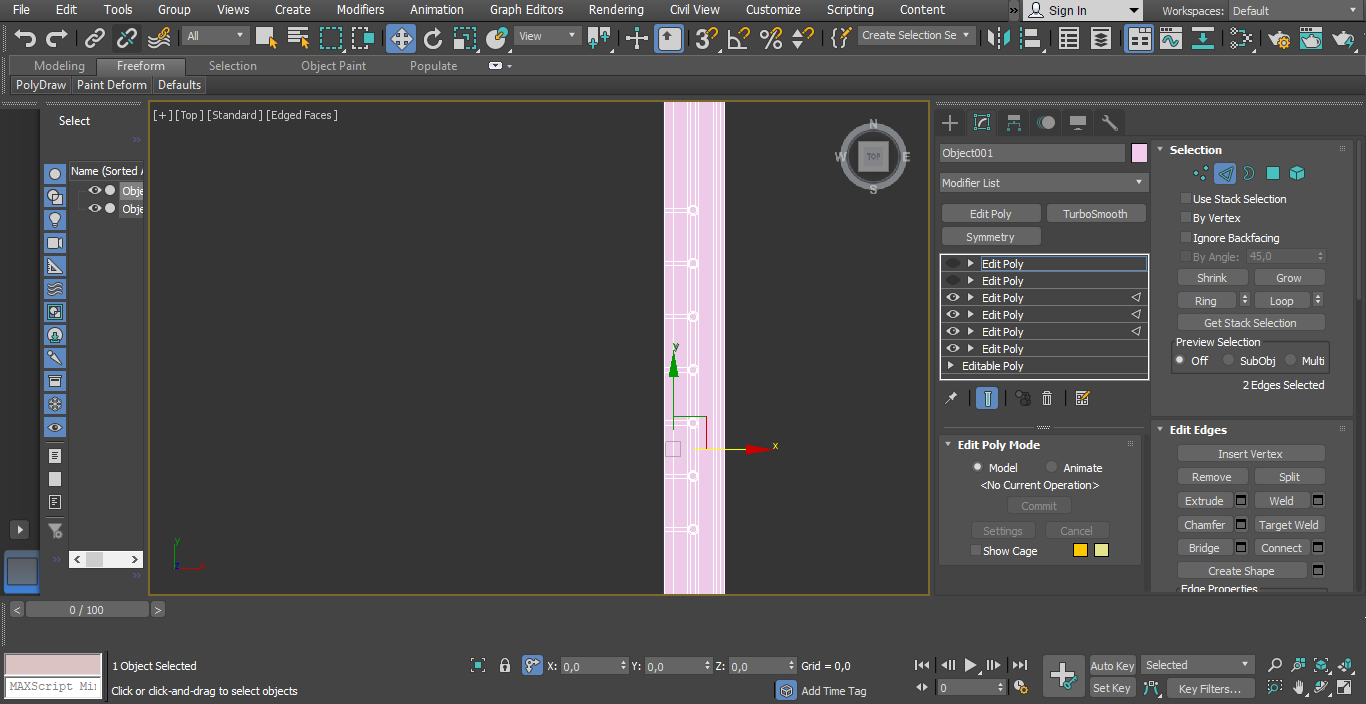 File Edit Tools Group Views Create Modifiers Animation Graph Editors Rendering Civil View Customize Scripting Content » Sign In Workspaces: Default
All View Create Selection Se
Modeling Freeform Selection Object Paint Populate
PolyDraw Paint Deform Defaults
Select
Name (Sorted A
Obje
Obje
[+] [Top] [Standard] [Edged Faces]
N
W TOP E
S
y
x
y
z
Object001
Modifier List
Edit Poly TurboSmooth
Symmetry
Edit Poly
Edit Poly
Edit Poly
Edit Poly
Edit Poly
Edit Poly
Editable Poly
Edit Poly Mode
Model Animate
<No Current Operation>
Commit
Settings Cancel
Show Cage
Selection
Use Stack Selection
By Vertex
Ignore Backfacing
By Angle: 45,0
Shrink Grow
Ring Loop
Get Stack Selection
Preview Selection
Off SubObj Multi
2 Edges Selected
Edit Edges
Insert Vertex
Remove Split
Extrude Weld
Chamfer Target Weld
Bridge Connect
Create Shape
Edge Properties
< 0 / 100 >
1 Object Selected X: 0,0 Y: 0,0 Z: 0,0 Grid = 0,0 Auto Key Selected
MAXScript Mi Click or click-and-drag to select objects Add Time Tag 0 Set Key Key Filters...